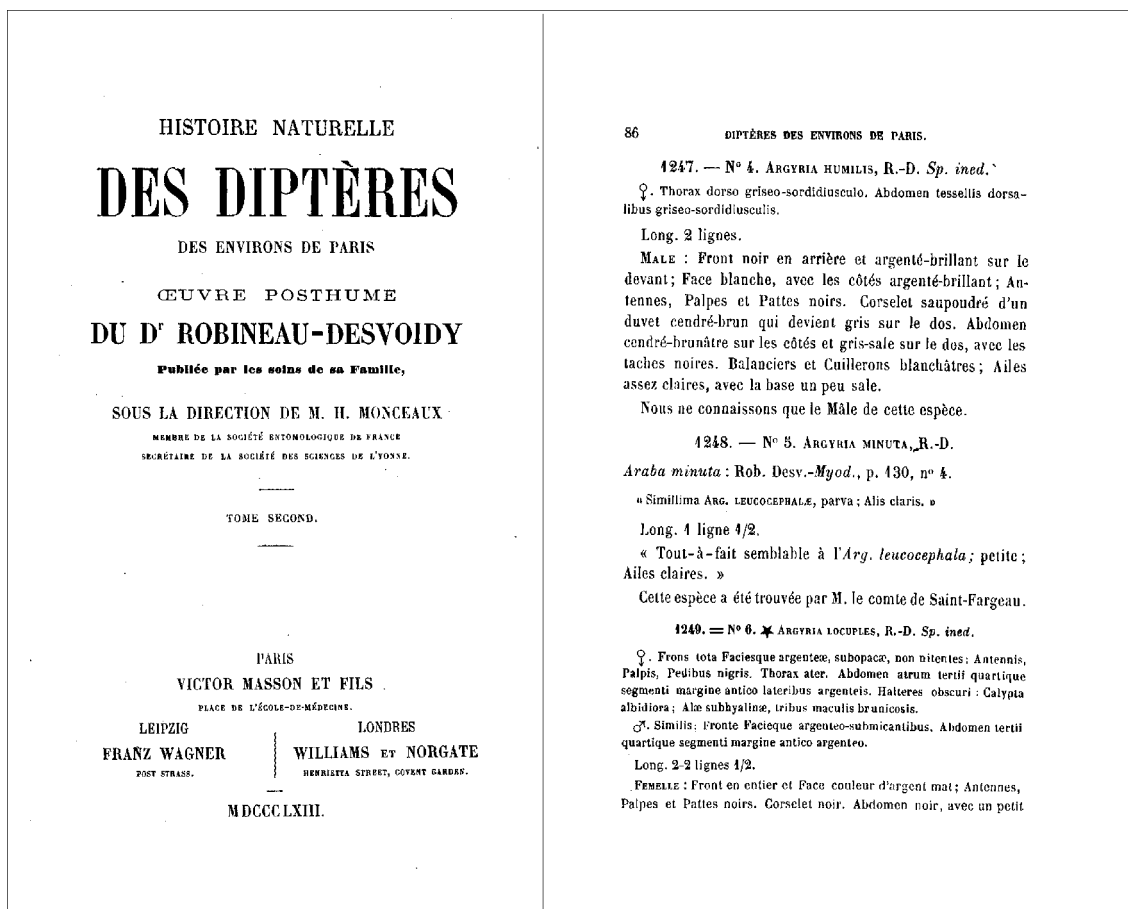 HISTOIRE NATURELLE
DES DIPTÈRES
DES ENVIRONS DE PARIS
ŒUVRE POSTHUME
DU Dr ROBINEAU-DESVOIDY
Publiée par les soins de sa Famille,
SOUS LA DIRECTION DE M. H. MONCEAUX
MEMBRE DE LA SOCIÉTÉ ENTOMOLOGIQUE DE FRANCE
SECRÉTAIRE DE LA SOCIÉTÉ DES SCIENCES DE L'YONNE.
TOME SECOND.
PARIS
VICTOR MASSON ET FILS
PLACE DE L'ÉCOLE-DE-MÉDECINE.
LEIPZIG
FRANZ WAGNER
POST STRASS.
LONDRES
WILLIAMS ET NORGATE
HENRIETTA STREET, COVENT GARDEN.
MDCCCLXIII.
86 DIPTÈRES DES ENVIRONS DE PARIS.
1247. — No 4. ARGYRIA HUMILIS, R.-D. Sp. ined.
♀. Thorax dorso griseo-sordidiusculo. Abdomen tessellis dorsa-
libus griseo-sordidiusculis.
Long. 2 lignes.
MALE : Front noir en arrière et argenté-brillant sur le
devant ; Face blanche, avec les côtés argenté-brillant ; An-
tennes, Palpes et Pattes noirs. Corselet saupoudré d'un
duvet cendré-brun qui devient gris sur le dos. Abdomen
cendré-brunâtre sur les côtés et gris-sale sur le dos, avec les
taches noires. Balanciers et Cuillerons blanchâtres ; Ailes
assez claires, avec la base un peu sale.
Nous ne connaissons que le Mâle de cette espèce.
1248. — No 5. ARGYRIA MINUTA, R.-D.
Araba minuta : Rob. Desv.-Myod., p. 130, no 4.
« Simillima ARG. LEUCOCEPHALÆ, parva ; Alis claris. »
Long. 1 ligne 1/2.
« Tout-à-fait semblable à l'Arg. leucocephala; petite ;
Ailes claires. »
Cette espèce a été trouvée par M. le comte de Saint-Fargeau.
1249. = No 6. ★ ARGYRIA LOCUPLES, R.-D. Sp. ined.
♀. Frons tota Faciesque argenteæ, subopacæ, non nitentes ; Antennis,
Palpis, Pedibus nigris. Thorax ater. Abdomen atrum tertii quartique
segmenti margine antico lateribus argenteis. Halteres obscuri : Calypta
albidiora ; Alæ subhyalinæ, tribus maculis brunicosis.
♂. Similis ; Fronte Facieque argenteo-submicantibus. Abdomen tertii
quartique segmenti margine antico argenteo.
Long. 2-2 lignes 1/2.
FEMELLE : Front en entier et Face couleur d'argent mat ; Antennes,
Palpes et Pattes noirs. Corselet noir. Abdomen noir, avec un petit